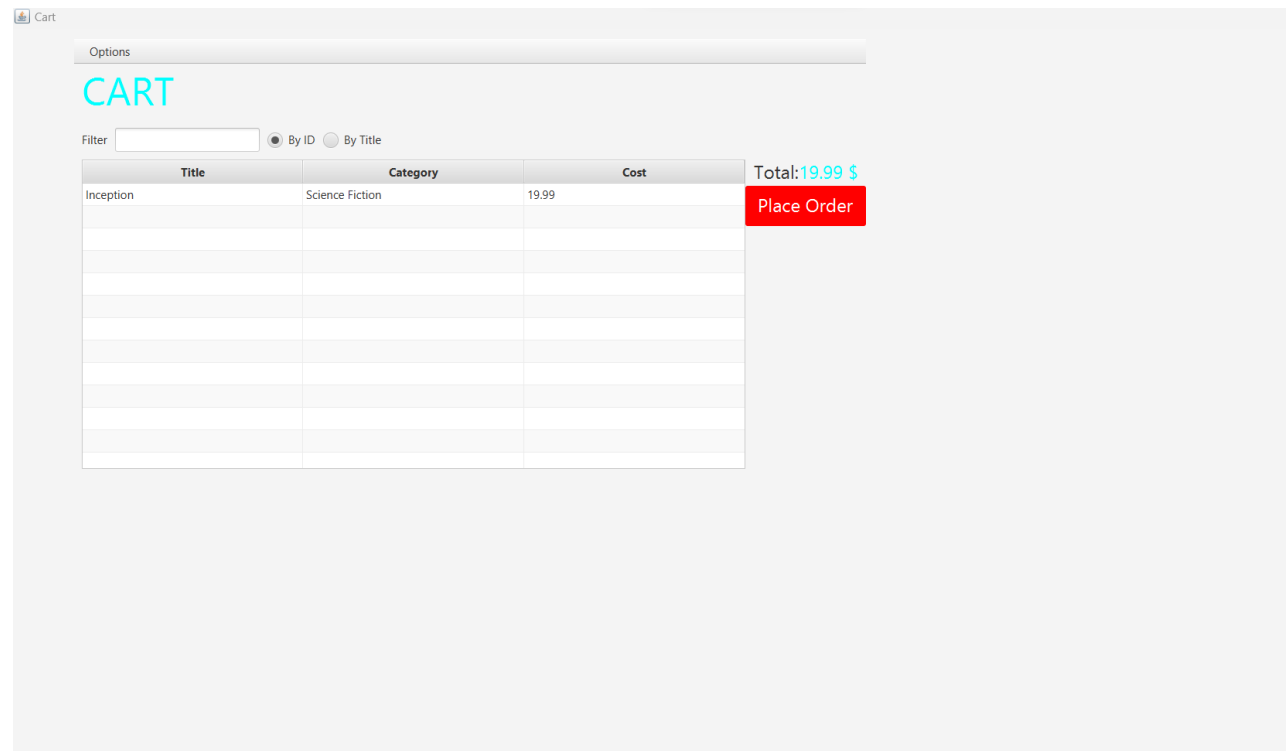 Cart
Options
CART
Filter By ID By Title
Title Category Cost Total:19.99 $
Inception Science Fiction 19.99
Place Order